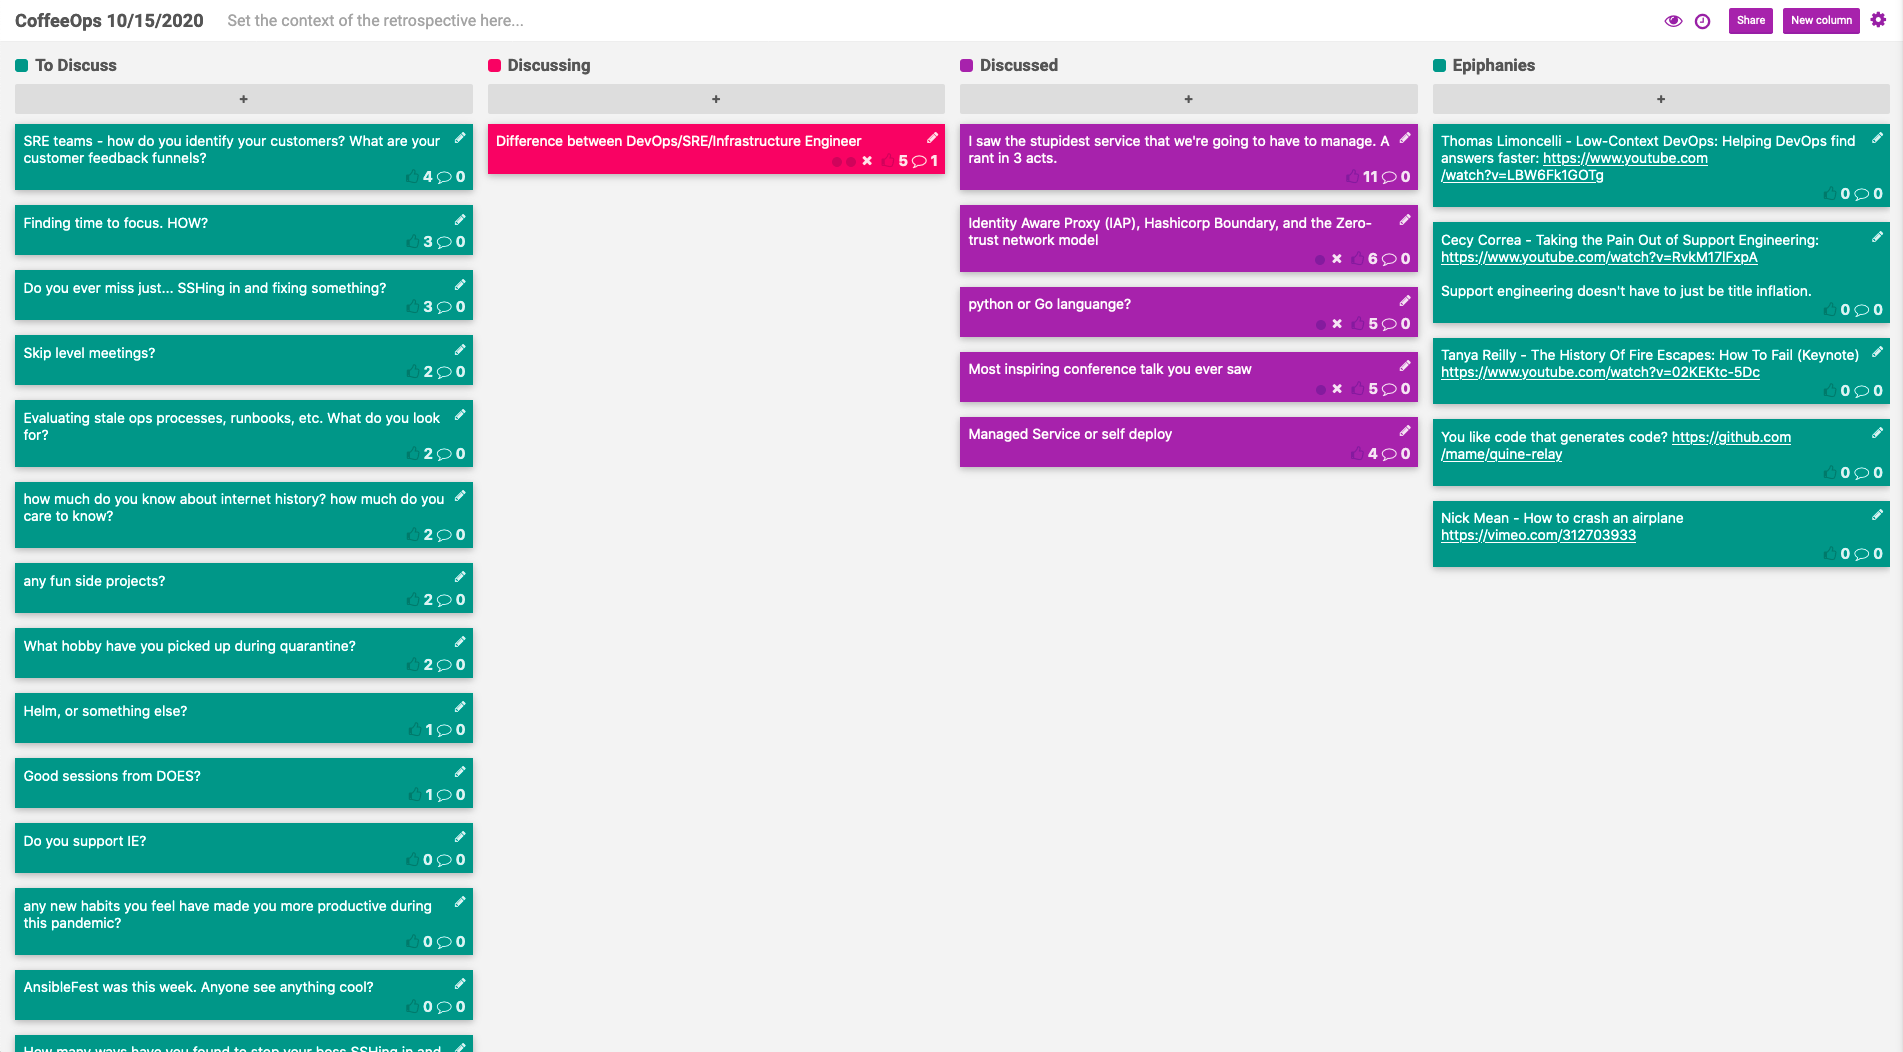 CoffeeOps 10/15/2020
Set the context of the retrospective here...
Share
New column
To Discuss
+
SRE teams - how do you identify your customers? What are your
customer feedback funnels?
4 0
Finding time to focus. HOW?
3 0
Do you ever miss just... SSHing in and fixing something?
3 0
Skip level meetings?
2 0
Evaluating stale ops processes, runbooks, etc. What do you look
for?
2 0
how much do you know about internet history? how much do you
care to know?
2 0
any fun side projects?
2 0
What hobby have you picked up during quarantine?
2 0
Helm, or something else?
1 0
Good sessions from DOES?
1 0
Do you support IE?
0 0
any new habits you feel have made you more productive during
this pandemic?
0 0
AnsibleFest was this week. Anyone see anything cool?
0 0
How many ways have you found to stop your boss SSHing in and
Discussing
+
Difference between DevOps/SRE/Infrastructure Engineer
5 1
Discussed
+
I saw the stupidest service that we're going to have to manage. A
rant in 3 acts.
11 0
Identity Aware Proxy (IAP), Hashicorp Boundary, and the Zero-
trust network model
6 0
python or Go languange?
5 0
Most inspiring conference talk you ever saw
5 0
Managed Service or self deploy
4 0
Epiphanies
+
Thomas Limoncelli - Low-Context DevOps: Helping DevOps find
answers faster: https://www.youtube.com
/watch?v=LBW6Fk1GOTg
0 0
Cecy Correa - Taking the Pain Out of Support Engineering:
https://www.youtube.com/watch?v=RvkM17lFxpA
Support engineering doesn't have to just be title inflation.
0 0
Tanya Reilly - The History Of Fire Escapes: How To Fail (Keynote)
https://www.youtube.com/watch?v=02KEKtc-5Dc
0 0
You like code that generates code? https://github.com
/mame/quine-relay
0 0
Nick Mean - How to crash an airplane
https://vimeo.com/312703933
0 0